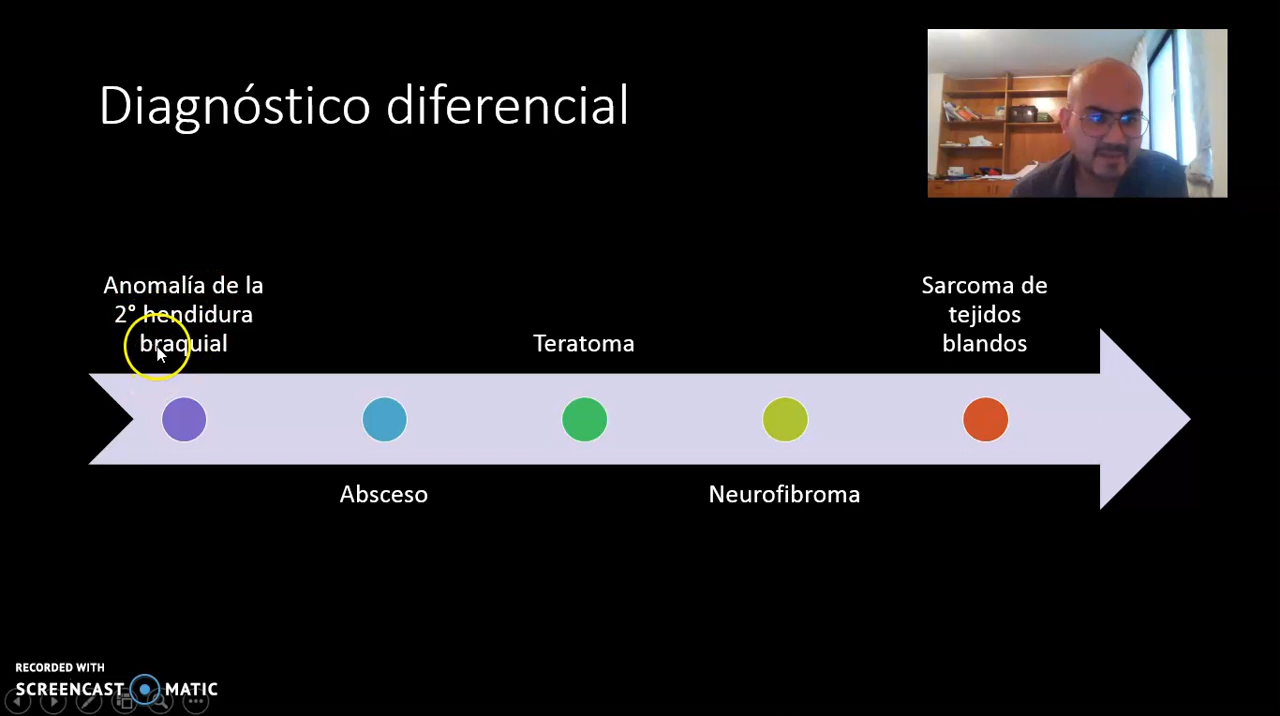 Diagnóstico diferencial
Anomalía de la
2° hendidura
braquial
Absceso
Teratoma
Neurofibroma
Sarcoma de
tejidos
blandos
RECORDED WITH
SCREENCAST MATIC